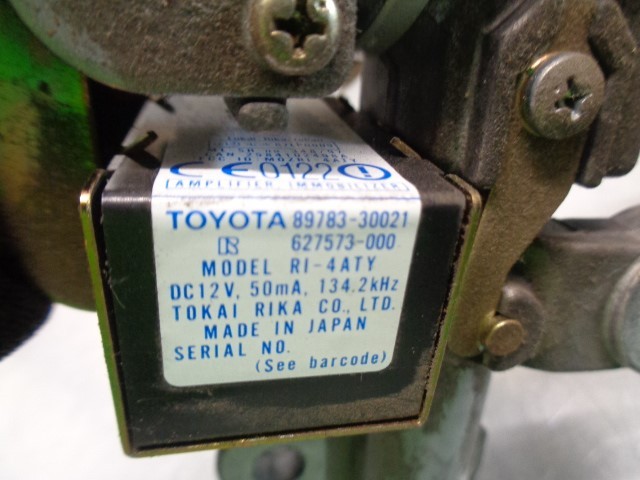 CE0122
AMPLIFIER, IMMOBILIZER
TOYOTA 89783-30021
R 627573-000
MODEL RI-4ATY
DC12V, 50mA, 134.2kHz
TOKAI RIKA CO., LTD.
MADE IN JAPAN
SERIAL NO.
(See barcode)